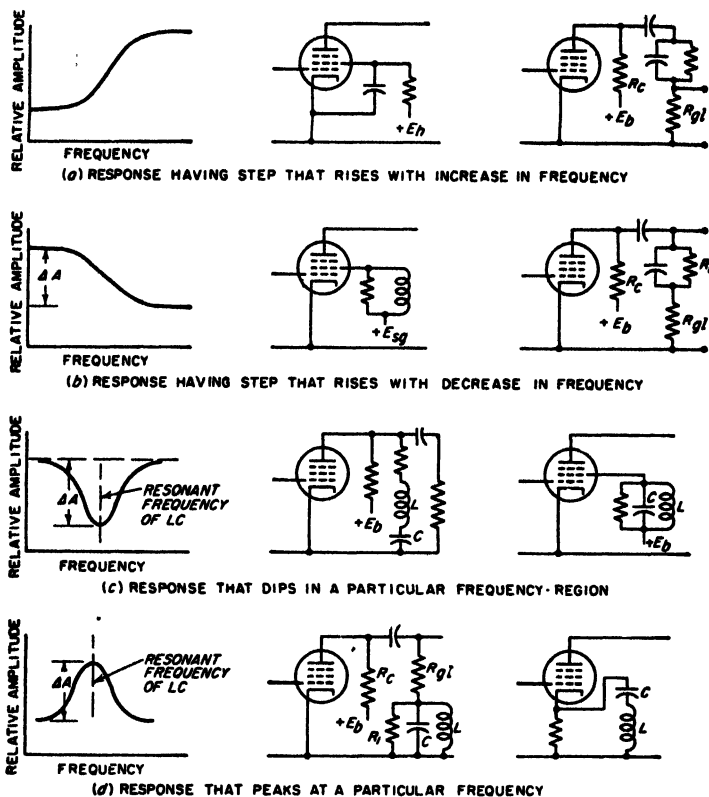 RELATIVE AMPLITUDE
FREQUENCY
+Eh
Rc
+Eb
Rgl
(a) RESPONSE HAVING STEP THAT RISES WITH INCREASE IN FREQUENCY
RELATIVE AMPLITUDE
ΔA
FREQUENCY
+Esg
Rc
+Eb
Rgl
(b) RESPONSE HAVING STEP THAT RISES WITH DECREASE IN FREQUENCY
RELATIVE AMPLITUDE
ΔA
RESONANT
FREQUENCY
OF LC
FREQUENCY
+Eb
L
C
C
L
+Eb
(c) RESPONSE THAT DIPS IN A PARTICULAR FREQUENCY·REGION
RELATIVE AMPLITUDE
ΔA
RESONANT
FREQUENCY
OF LC
FREQUENCY
Rc
+Eb
Rgl
R1
C
L
C
L
(d) RESPONSE THAT PEAKS AT A PARTICULAR FREQUENCY